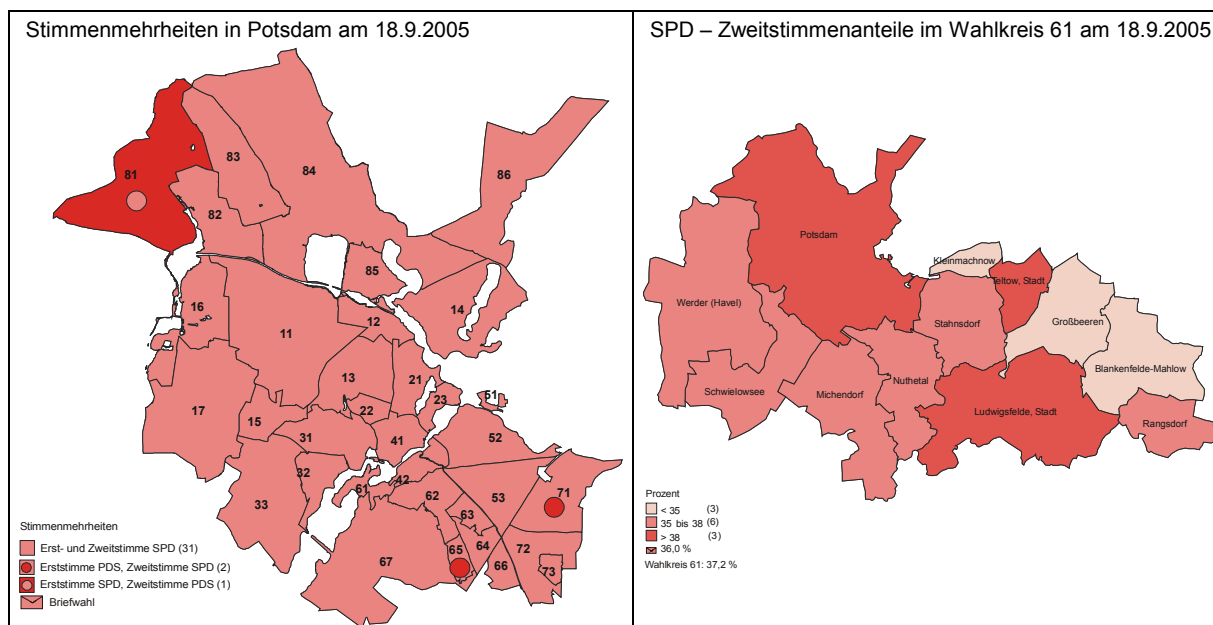 Stimmenmehrheiten in Potsdam am 18.9.2005
81
83
84
86
82
85
16
14
12
11
13
21
23
51
22
17
15
31
41
52
32
42
61
62
53
71
33
63
65
64
72
67
66
73
Stimmenmehrheiten
Erst- und Zweitstimme SPD (31)
Erststimme PDS, Zweitstimme SPD (2)
Erststimme SPD, Zweitstimme PDS (1)
Briefwahl
SPD – Zweitstimmenanteile im Wahlkreis 61 am 18.9.2005
Potsdam
Kleinmachnow
Teltow, Stadt
Werder (Havel)
Stahnsdorf
Großbeeren
Blankenfelde-Mahlow
Nuthetal
Schwielowsee
Michendorf
Ludwigsfelde, Stadt
Rangsdorf
Prozent
< 35 (3)
35 bis 38 (6)
> 38 (3)
36,0 %
Wahlkreis 61: 37,2 %